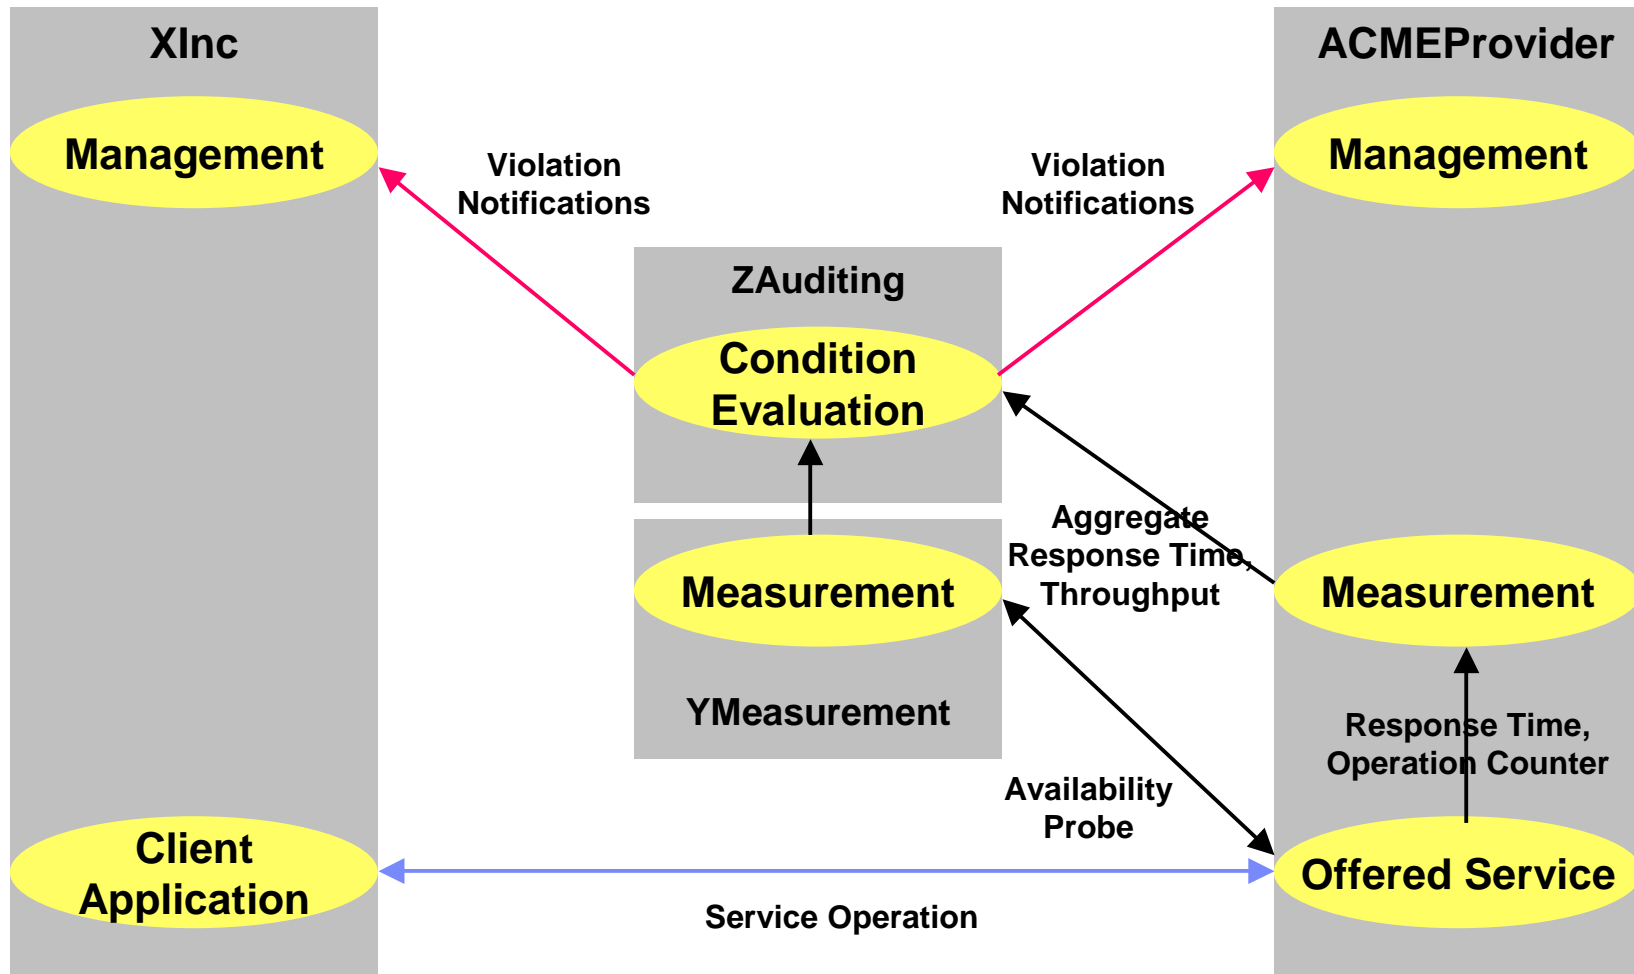 XInc
ACMEProvider
Management
Management
Violation
Notifications
Violation
Notifications
ZAuditing
Condition
Evaluation
Aggregate
Response Time,
Throughput
Measurement
Measurement
YMeasurement
Response Time,
Operation Counter
Availability
Probe
Client
Application
Offered Service
Service Operation